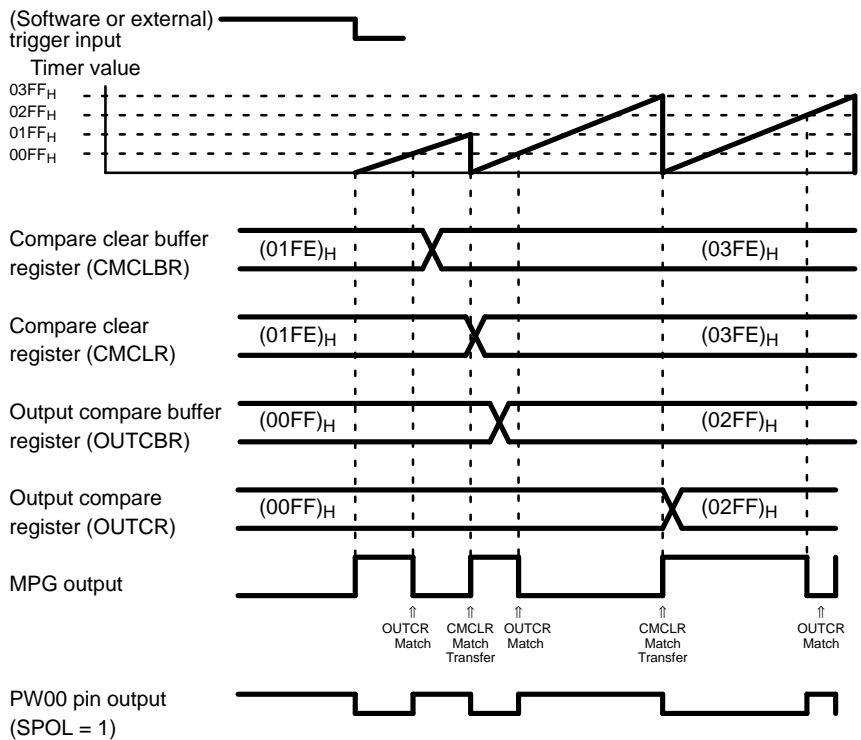 (Software or external)
trigger input
Timer value
03FFH
02FFH
01FFH
00FFH
Compare clear buffer
register (CMCLBR)
(01FE)H
(03FE)H
Compare clear
register (CMCLR)
(01FE)H
(03FE)H
Output compare buffer
register (OUTCBR)
(00FF)H
(02FF)H
Output compare
register (OUTCR)
(00FF)H
(02FF)H
MPG output
⇑ ⇑ ⇑ ⇑ ⇑
OUTCR CMCLR OUTCR CMCLR OUTCR
Match Match Match Match Match
Transfer Transfer
PW00 pin output
(SPOL = 1)